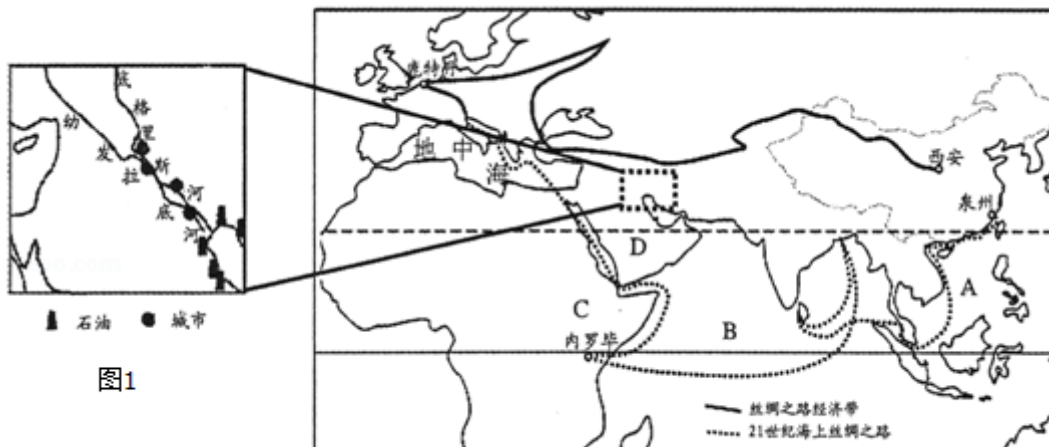 幼发拉底河
底格里斯河
石油
城市
图1
鹿特丹
地中海
西安
泉州
A
B
C
D
内罗毕
丝绸之路经济带
21世纪海上丝绸之路